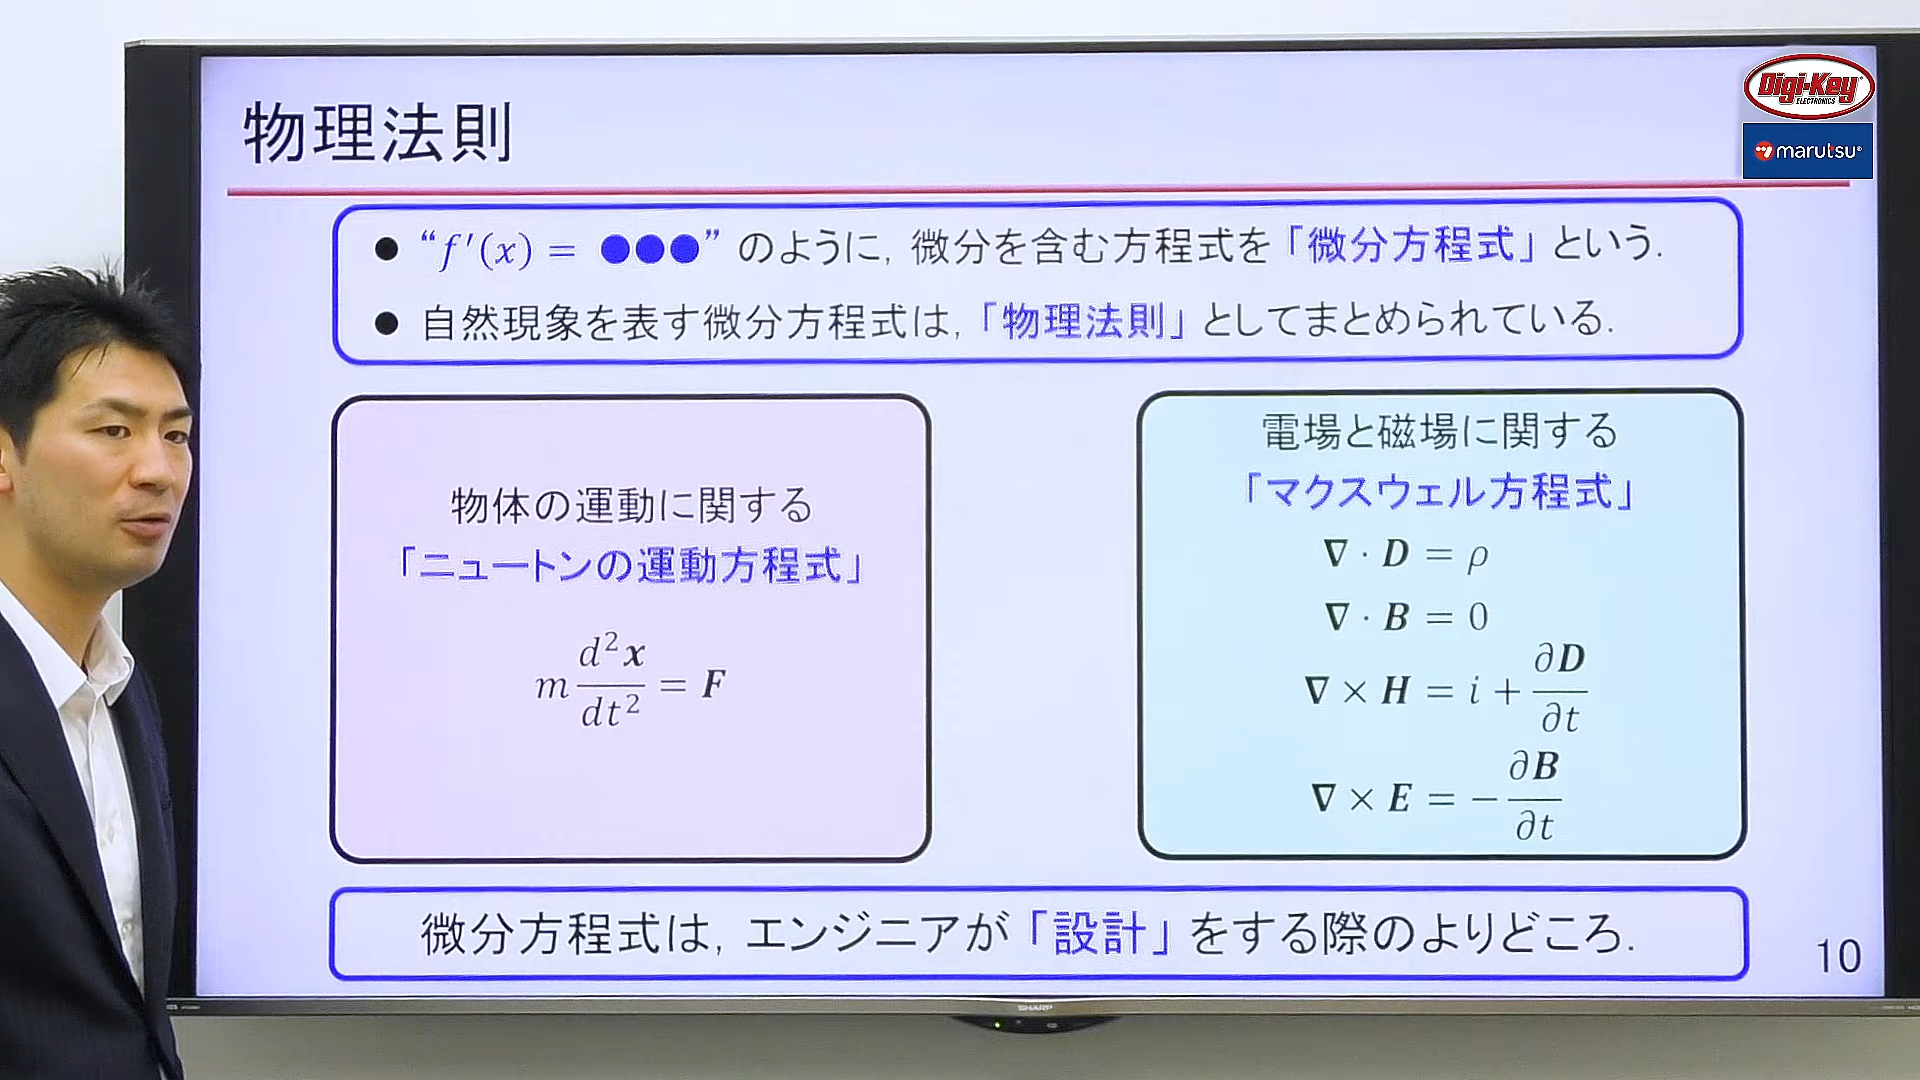 物理法則
Digi-Key
ELECTRONICS
marutsu
● “f′(x) = ●●●” のように, 微分を含む方程式を「微分方程式」という.
● 自然現象を表す微分方程式は,「物理法則」としてまとめられている.
物体の運動に関する
「ニュートンの運動方程式」
m d²x/dt² = F
電場と磁場に関する
「マクスウェル方程式」
∇ · D = ρ
∇ · B = 0
∇ × H = i + ∂D/∂t
∇ × E = − ∂B/∂t
微分方程式は, エンジニアが「設計」をする際のよりどころ.
10
SHARP